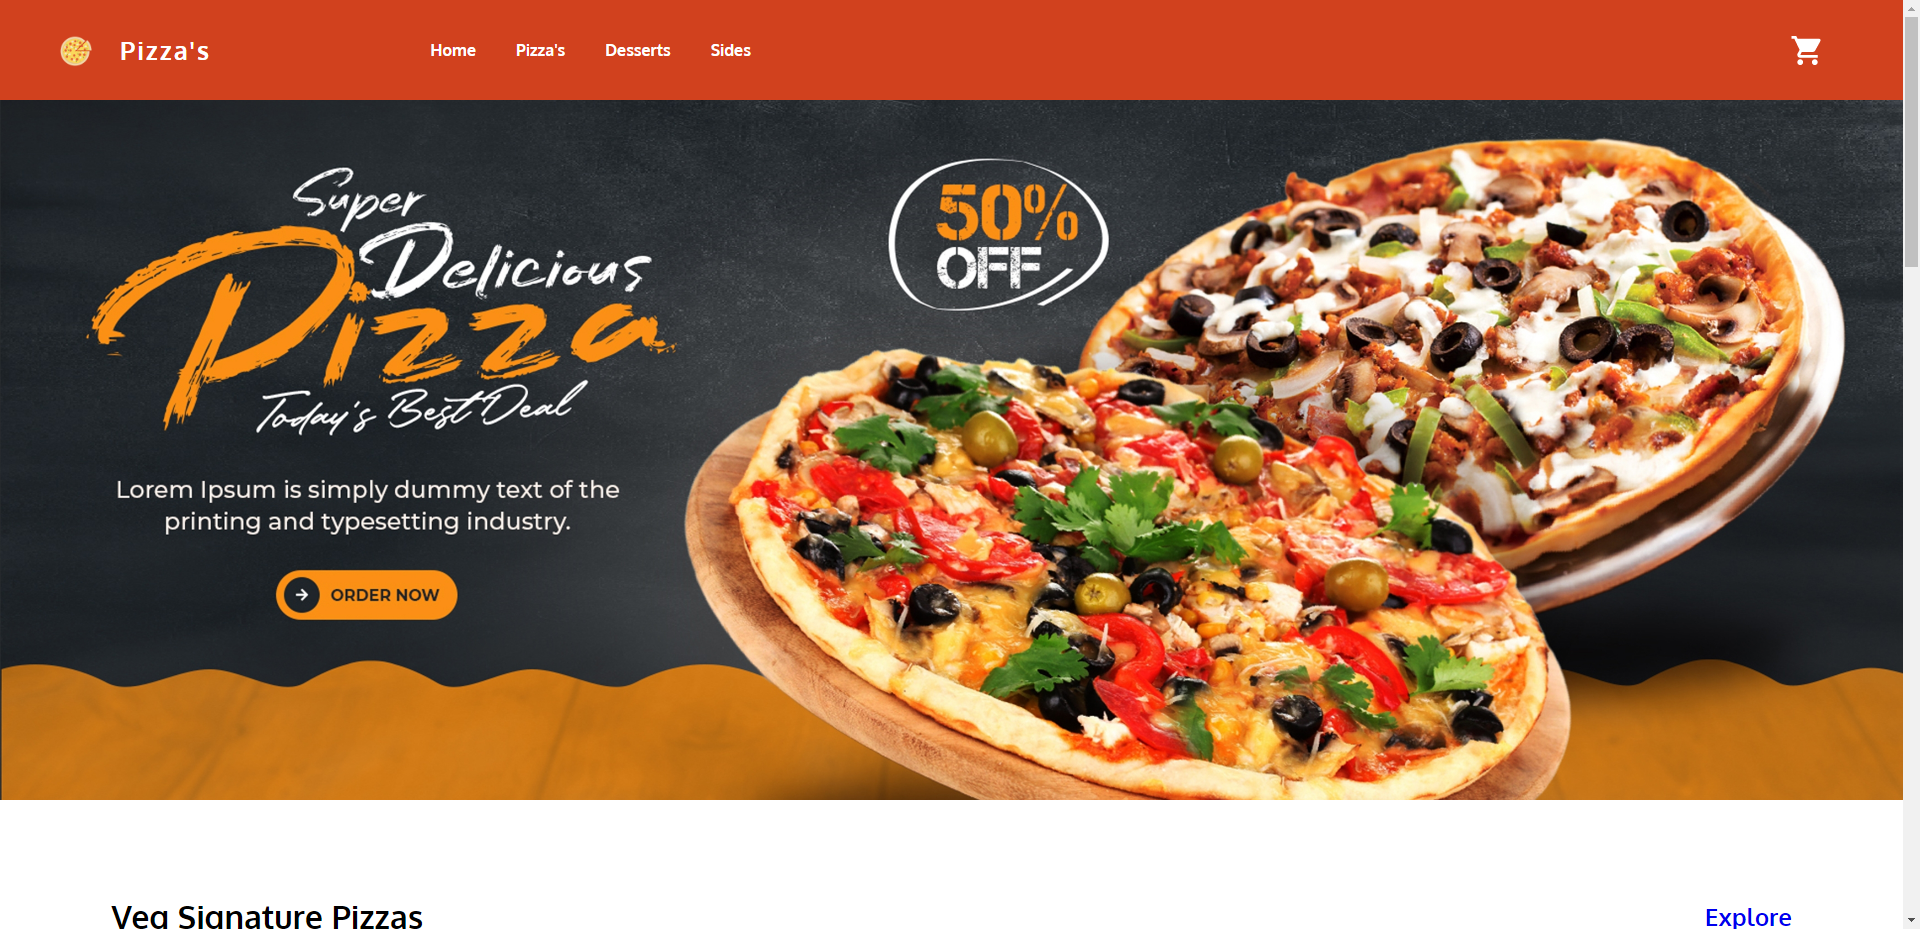 Pizza's
Home Pizza's Desserts Sides
Super
Delicious
Pizza
Today's Best Deal
50%
OFF
Lorem Ipsum is simply dummy text of the
printing and typesetting industry.
ORDER NOW
Veg Signature Pizzas
Explore